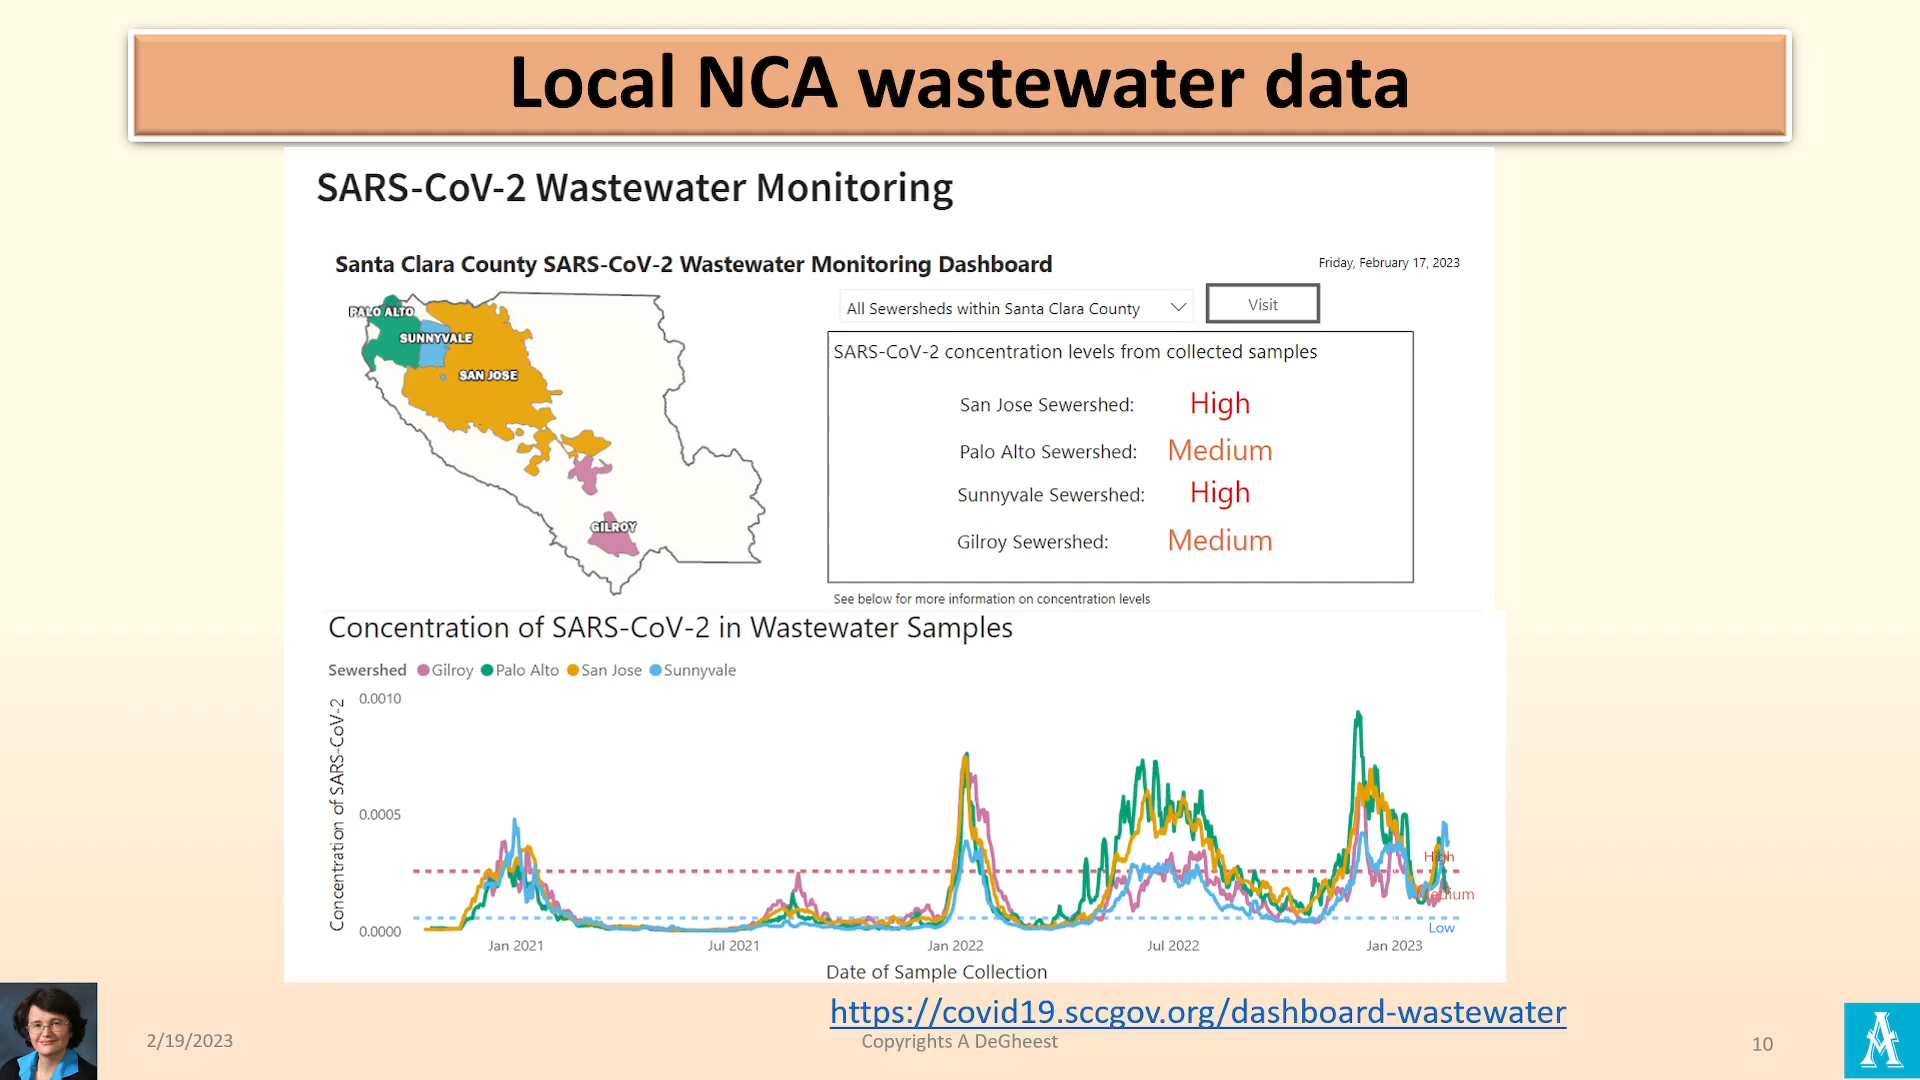 Local NCA wastewater data
SARS-CoV-2 Wastewater Monitoring
Santa Clara County SARS-CoV-2 Wastewater Monitoring Dashboard
Friday, February 17, 2023
PALO ALTO
SUNNYVALE
SAN JOSE
GILROY
All Sewersheds within Santa Clara County
Visit
SARS-CoV-2 concentration levels from collected samples
San Jose Sewershed: High
Palo Alto Sewershed: Medium
Sunnyvale Sewershed: High
Gilroy Sewershed: Medium
See below for more information on concentration levels
Concentration of SARS-CoV-2 in Wastewater Samples
Sewershed Gilroy Palo Alto San Jose Sunnyvale
Concentration of SARS-CoV-2
0.0010
0.0005
0.0000
High
Medium
Low
Jan 2021 Jul 2021 Jan 2022 Jul 2022 Jan 2023
Date of Sample Collection
https://covid19.sccgov.org/dashboard-wastewater
2/19/2023
Copyrights A DeGheest
10
A